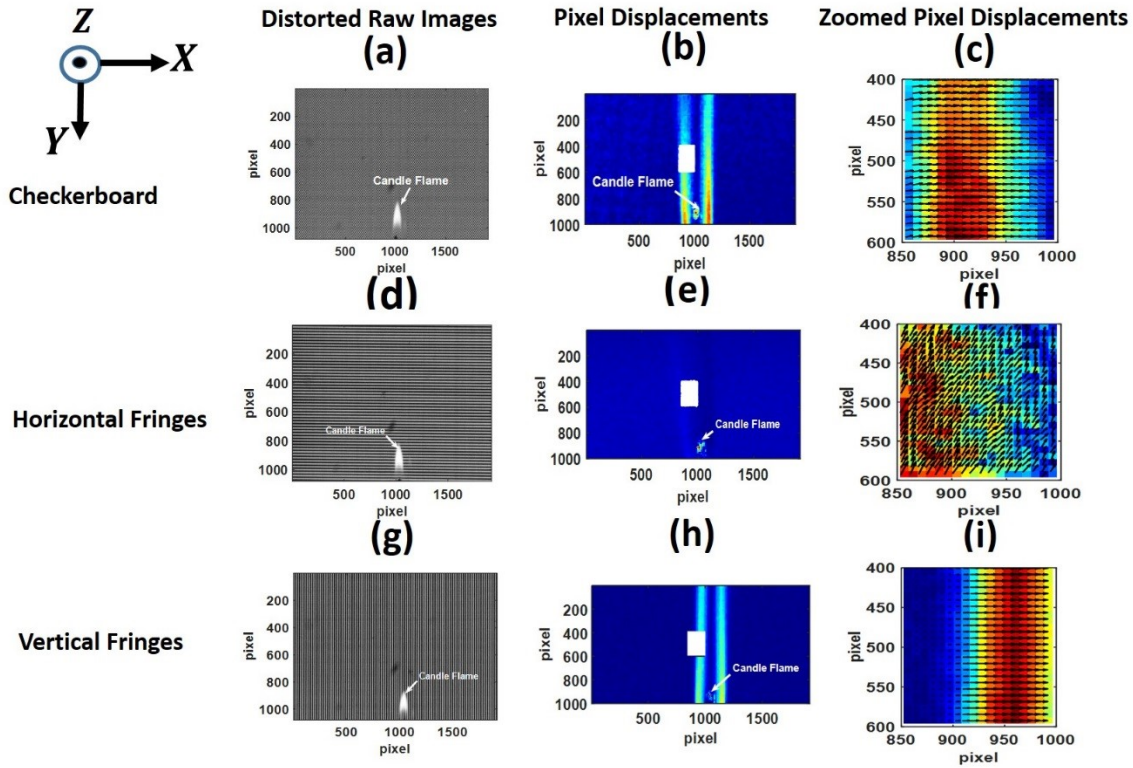 Distorted Raw Images
Pixel Displacements
Zoomed Pixel Displacements
Z
X
Y
(a)
(b)
(c)
Checkerboard
200
400
600
800
1000
pixel
Candle Flame
500
1000
1500
pixel
200
400
600
800
1000
Candle Flame
500
1000
1500
pixel
400
450
500
550
600
pixel
850
900
950
1000
pixel
(d)
(e)
(f)
Horizontal Fringes
200
400
600
800
1000
pixel
Candle Flame
500
1000
1500
pixel
200
400
600
800
1000
pixel
Candle Flame
500
1000
1500
pixel
400
450
500
550
600
pixel
850
900
950
1000
pixel
(g)
(h)
(i)
Vertical Fringes
200
400
600
800
1000
pixel
Candle Flame
500
1000
1500
pixel
200
400
600
800
1000
pixel
Candle Flame
500
1000
1500
pixel
400
450
500
550
600
pixel
850
900
950
1000
pixel